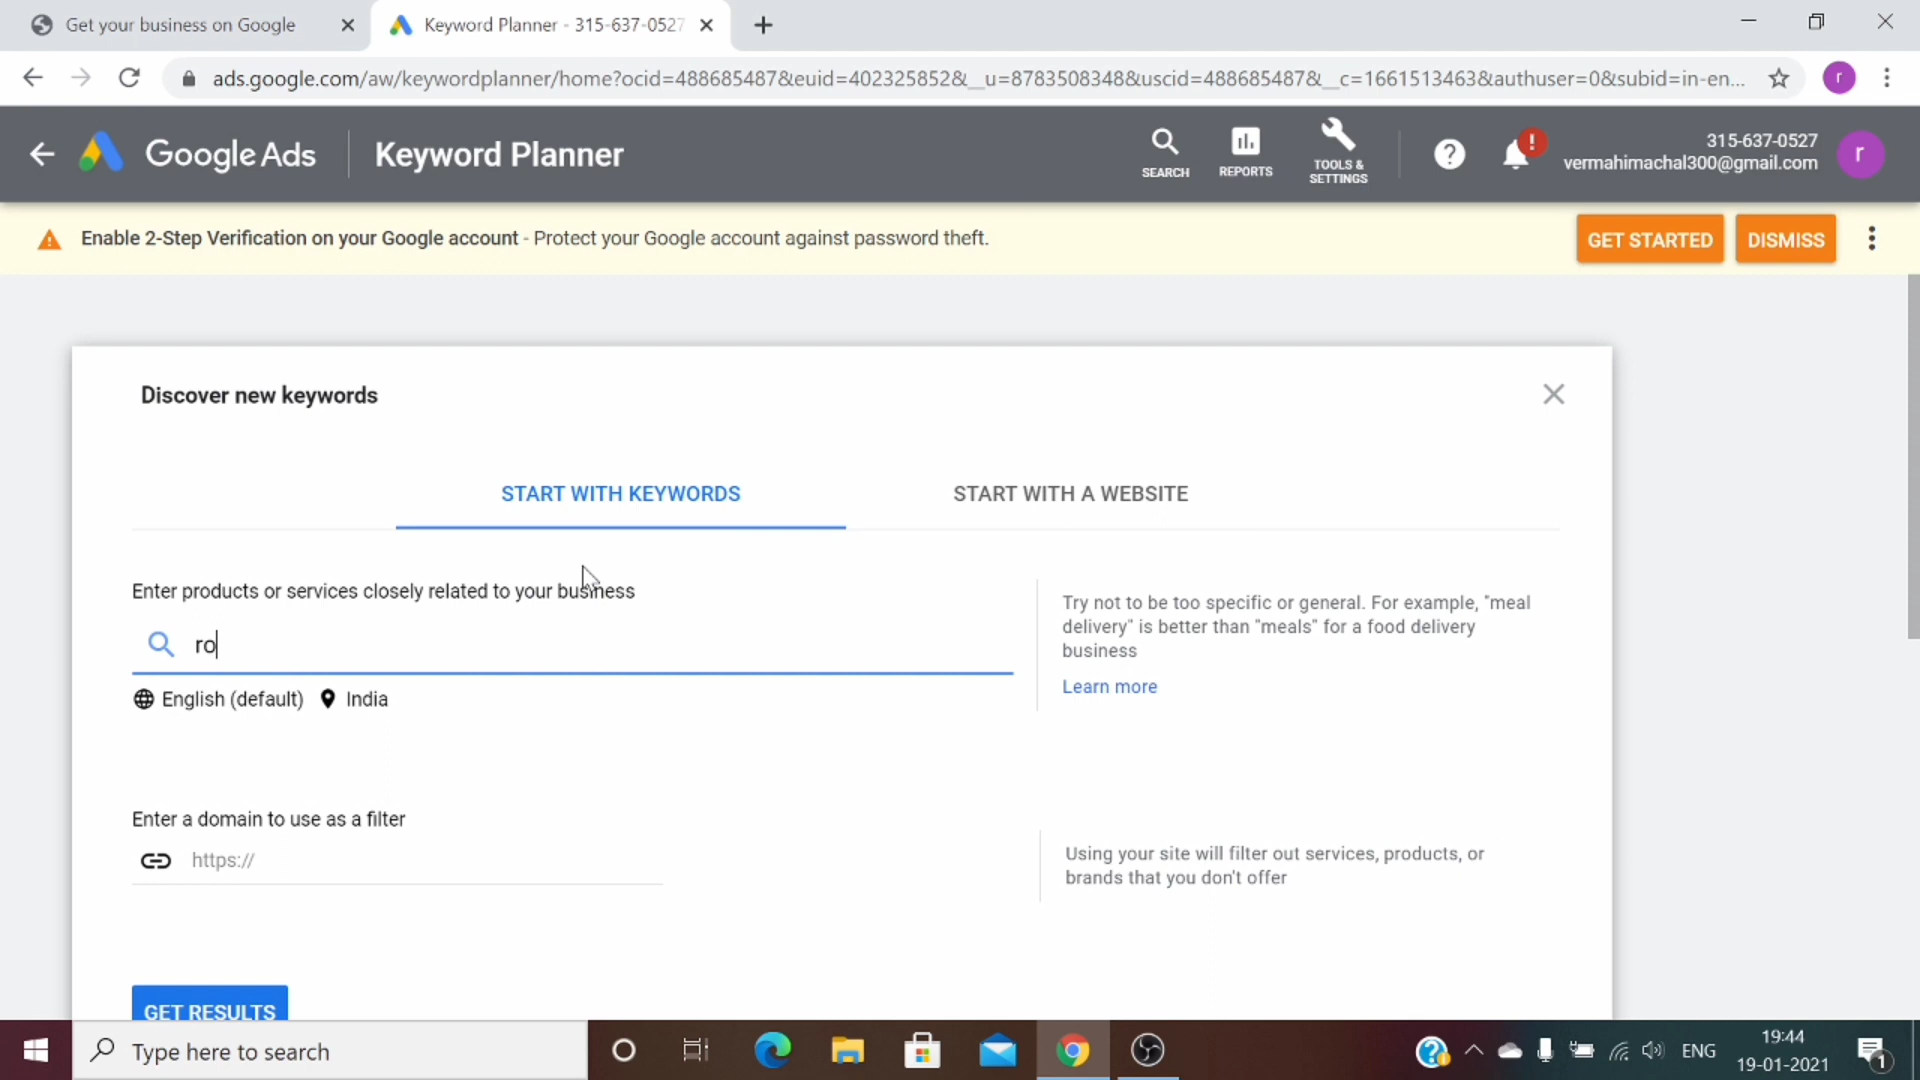 Get your business on Google
Keyword Planner - 315-637-0527
ads.google.com/aw/keywordplanner/home?ocid=488685487&euid=402325852&__u=8783508348&uscid=488685487&__c=1661513463&authuser=0&subid=in-en...
r
Google Ads
Keyword Planner
SEARCH
REPORTS
TOOLS &
SETTINGS
?
!
315-637-0527
vermahimachal300@gmail.com
r
Enable 2-Step Verification on your Google account - Protect your Google account against password theft.
GET STARTED
DISMISS
Discover new keywords
START WITH KEYWORDS
START WITH A WEBSITE
Enter products or services closely related to your business
ro
English (default)
India
Try not to be too specific or general. For example, "meal
delivery" is better than "meals" for a food delivery
business
Learn more
Enter a domain to use as a filter
https://
Using your site will filter out services, products, or
brands that you don't offer
GET RESULTS
Type here to search
ENG
19:44
19-01-2021
1